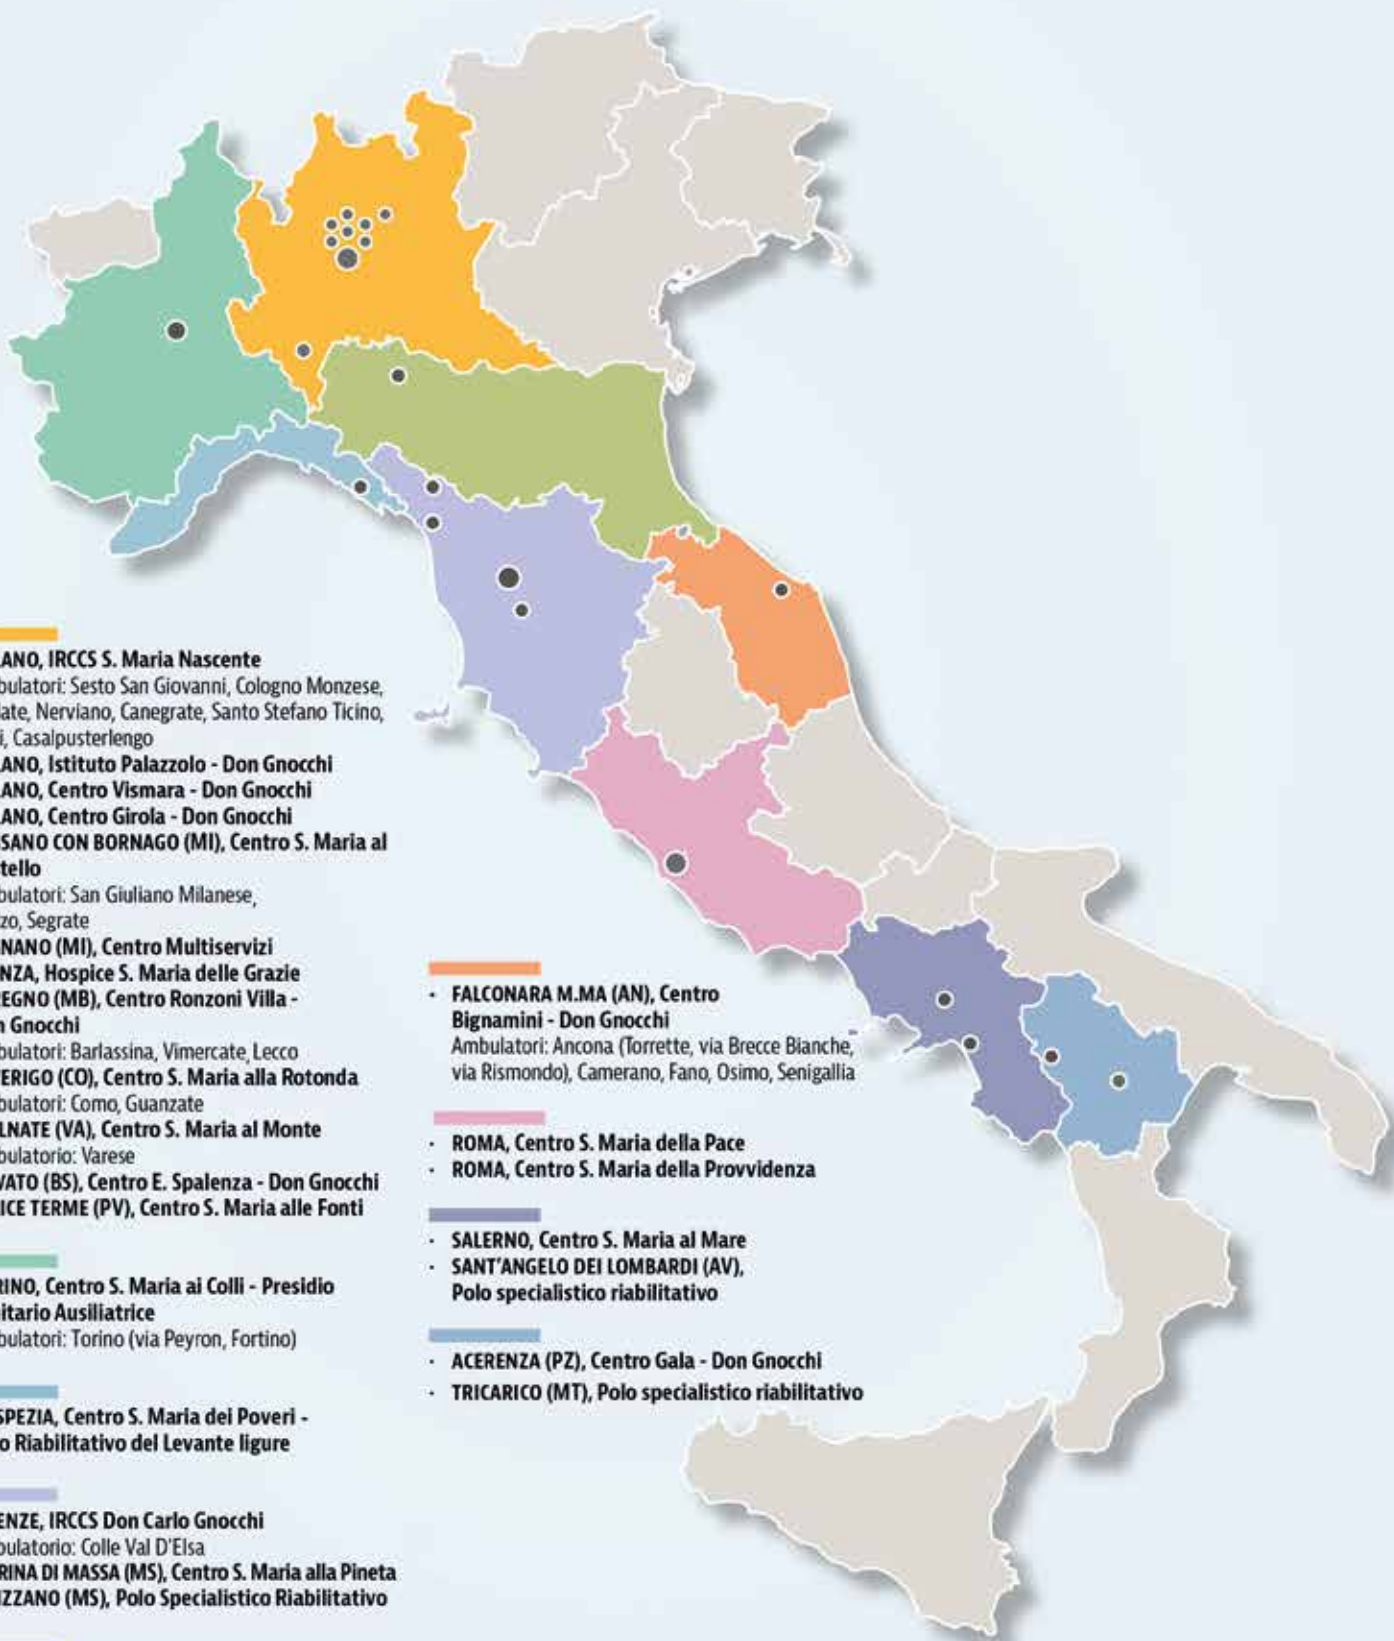 LANO, IRCCS S. Maria Nascente
bulatori: Sesto San Giovanni, Cologno Monzese,
late, Nerviano, Canegrate, Santo Stefano Ticino,
i, Casalpusterlengo
LANO, Istituto Palazzolo - Don Gnocchi
LANO, Centro Vismara - Don Gnocchi
LANO, Centro Girola - Don Gnocchi
SANO CON BORNAGO (MI), Centro S. Maria al
tello
bulatori: San Giuliano Milanese,
zo, Segrate
NANO (MI), Centro Multiservizi
NZA, Hospice S. Maria delle Grazie
EGNO (MB), Centro Ronzoni Villa -
n Gnocchi
bulatori: Barlassina, Vimercate, Lecco
ERIGO (CO), Centro S. Maria alla Rotonda
bulatori: Como, Guanzate
LNATE (VA), Centro S. Maria al Monte
bulatorio: Varese
VATO (BS), Centro E. Spalenza - Don Gnocchi
ICE TERME (PV), Centro S. Maria alle Fonti
RINO, Centro S. Maria ai Colli - Presidio
itario Ausiliatrice
bulatori: Torino (via Peyron, Fortino)
SPEZIA, Centro S. Maria dei Poveri -
o Riabilitativo del Levante ligure
ENZE, IRCCS Don Carlo Gnocchi
bulatorio: Colle Val D'Elsa
RINA DI MASSA (MS), Centro S. Maria alla Pineta
IZZANO (MS), Polo Specialistico Riabilitativo
· FALCONARA M.MA (AN), Centro
Bignamini - Don Gnocchi
Ambulatori: Ancona (Torrette, via Brecce Bianche,
via Rismondo), Camerano, Fano, Osimo, Senigallia
· ROMA, Centro S. Maria della Pace
· ROMA, Centro S. Maria della Provvidenza
· SALERNO, Centro S. Maria al Mare
· SANT'ANGELO DEI LOMBARDI (AV),
Polo specialistico riabilitativo
· ACERENZA (PZ), Centro Gala - Don Gnocchi
· TRICARICO (MT), Polo specialistico riabilitativo